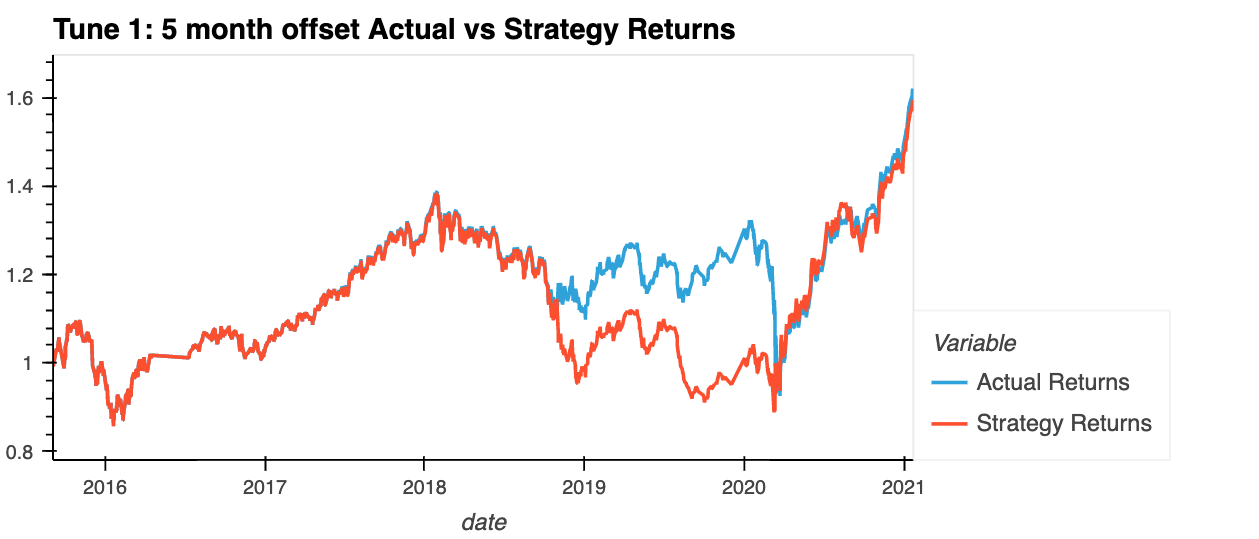 Tune 1: 5 month offset Actual vs Strategy Returns
1.6
1.4
1.2
1
0.8
2016 2017 2018 2019 2020 2021
date
Variable
Actual Returns
Strategy Returns